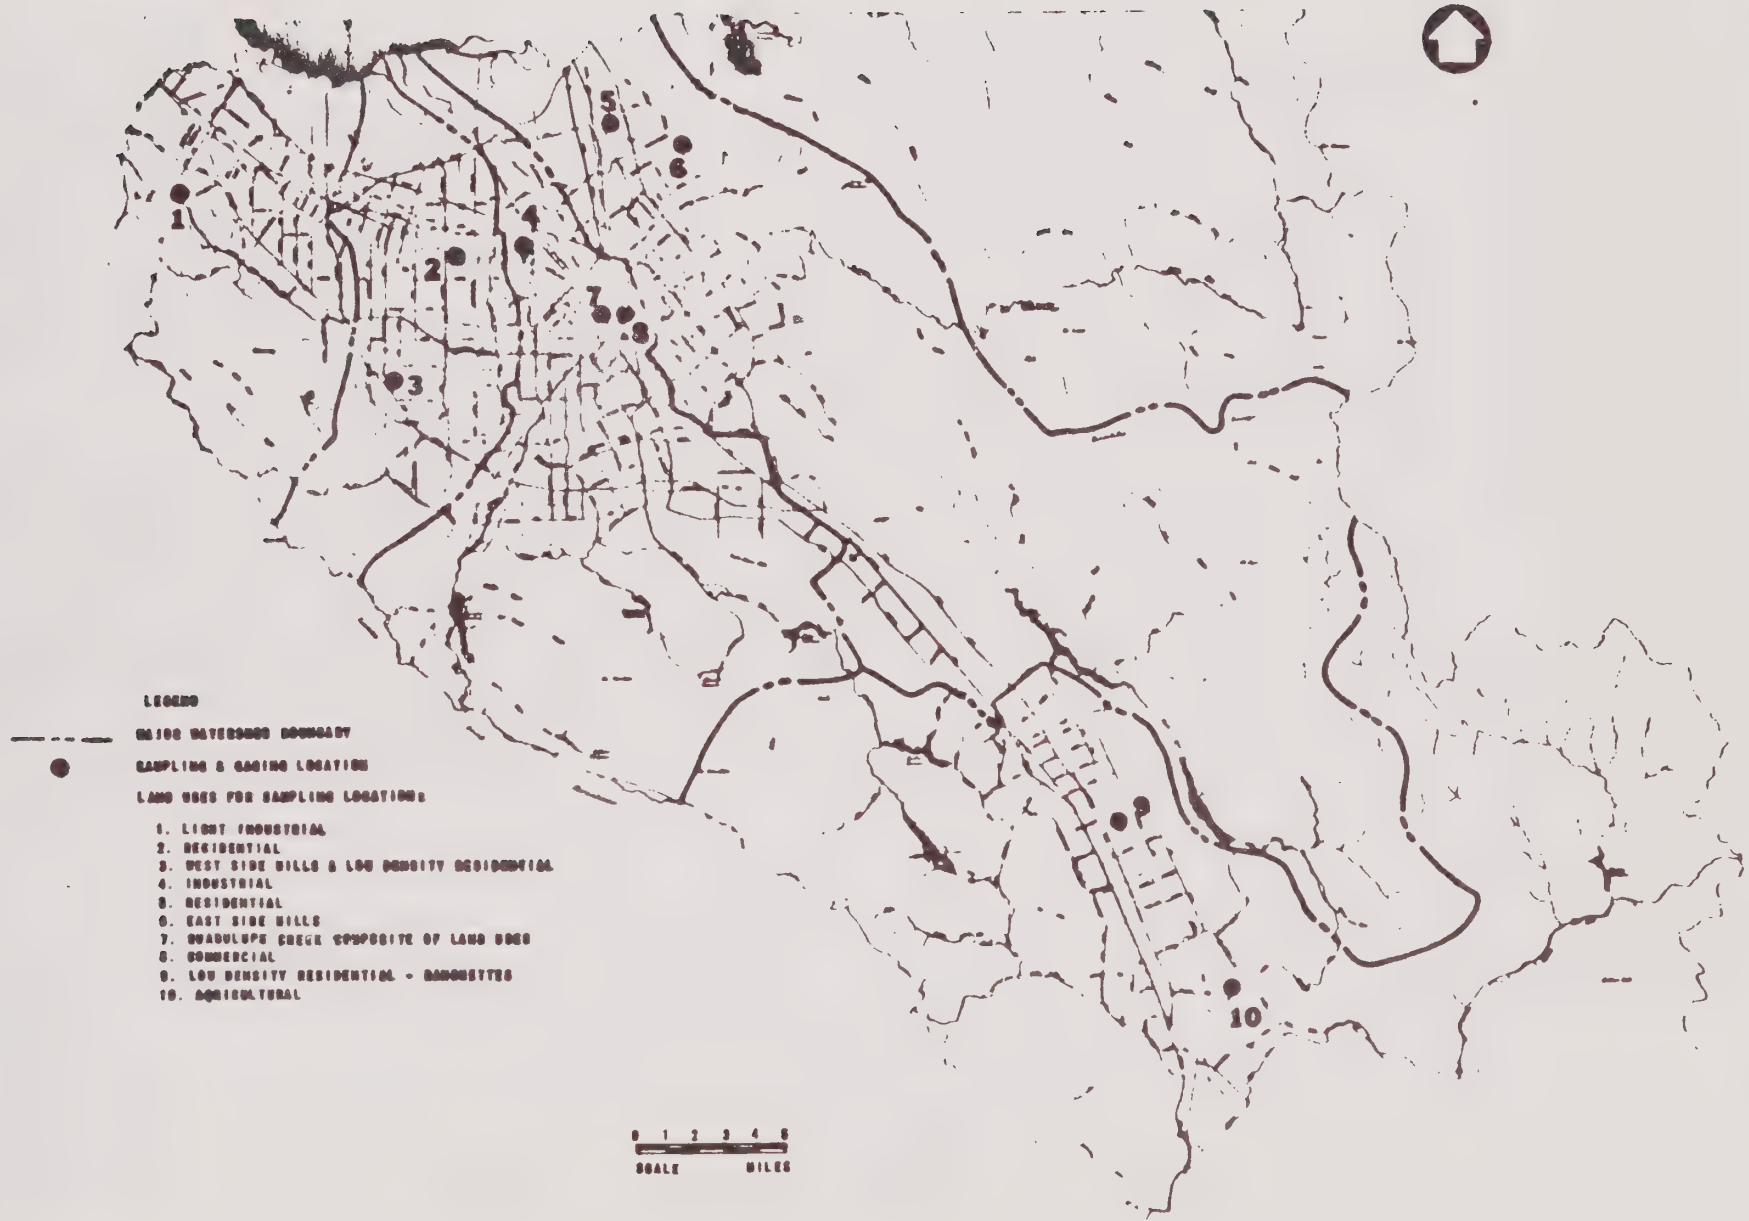 5
6
1
4
2
7
8
3
9
10
LEGEND
MAJOR WATERSHED BOUNDARY
SAMPLING & GAGING LOCATION
LAND USES FOR SAMPLING LOCATIONS
1. LIGHT INDUSTRIAL
2. RESIDENTIAL
3. WEST SIDE HILLS & LOW DENSITY RESIDENTIAL
4. INDUSTRIAL
5. RESIDENTIAL
6. EAST SIDE HILLS
7. GUADULUPE CREEK COMPOSITE OF LAND USES
8. COMMERCIAL
9. LOW DENSITY RESIDENTIAL - RANCHETTES
10. AGRICULTURAL
0 1 2 3 4 5
SCALE MILES